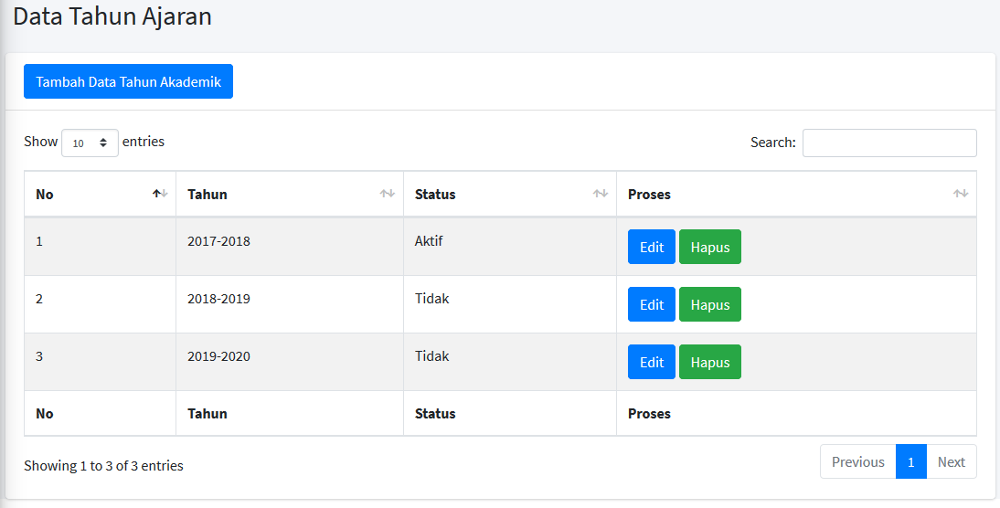 Data Tahun Ajaran
Tambah Data Tahun Akademik
Show 10 entries Search:
No Tahun Status Proses
1 2017-2018 Aktif Edit Hapus
2 2018-2019 Tidak Edit Hapus
3 2019-2020 Tidak Edit Hapus
No Tahun Status Proses
Showing 1 to 3 of 3 entries Previous 1 Next